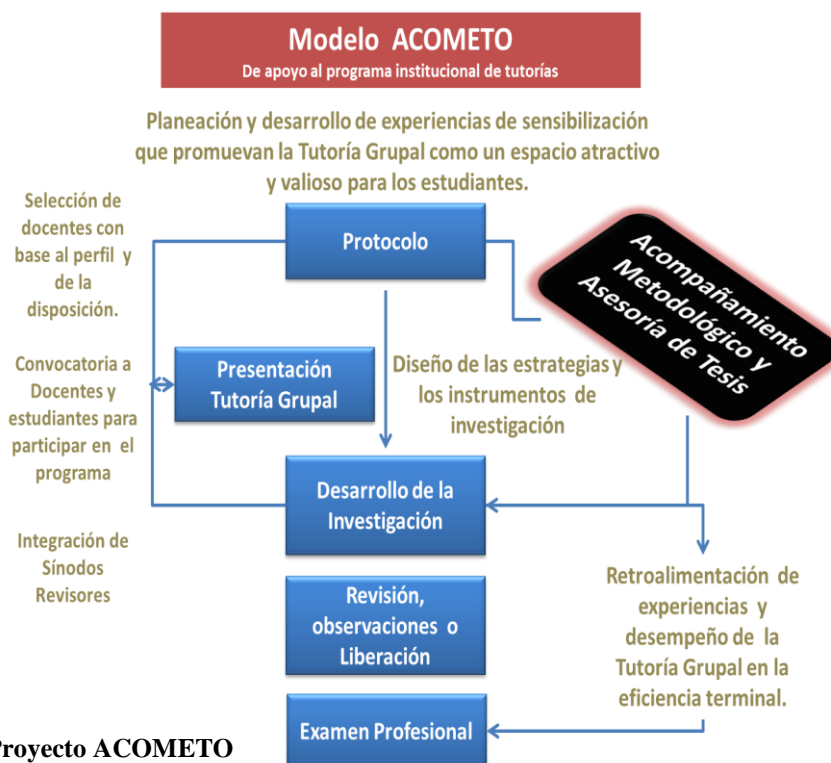 Modelo ACOMETO
De apoyo al programa institucional de tutorías
Planeación y desarrollo de experiencias de sensibilización
que promuevan la Tutoría Grupal como un espacio atractivo
y valioso para los estudiantes.
Selección de
docentes con
base al perfil y
de la
disposición.
Protocolo
Acompañamiento
Metodológico y
Asesoría de Tesis
Convocatoria a
Docentes y
estudiantes para
participar en el
programa
Presentación
Tutoría Grupal
Diseño de las estrategias y
los instrumentos de
investigación
Desarrollo de la
Investigación
Integración de
Sínodos
Revisores
Revisión,
observaciones o
Liberación
Retroalimentación de
experiencias y
desempeño de la
Tutoría Grupal en la
eficiencia terminal.
Examen Profesional
Proyecto ACOMETO